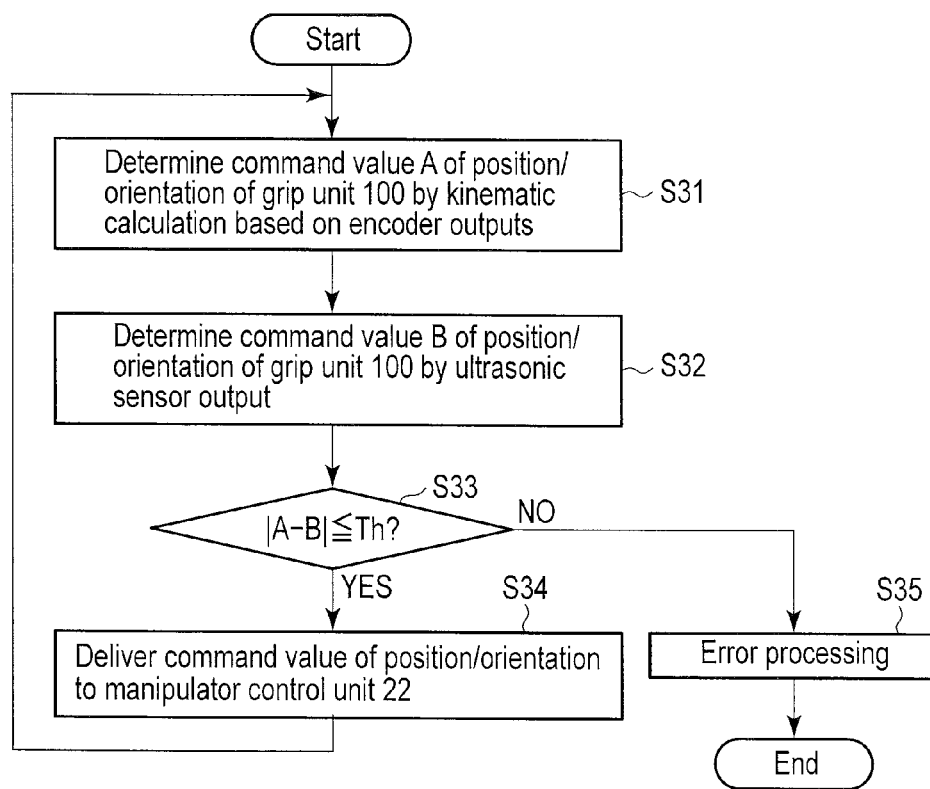 Start
Determine command value A of position/
orientation of grip unit 100 by kinematic
calculation based on encoder outputs
S31
Determine command value B of position/
orientation of grip unit 100 by ultrasonic
sensor output
S32
S33
|A−B|≦Th?
NO
YES
S34
Deliver command value of position/orientation
to manipulator control unit 22
S35
Error processing
End